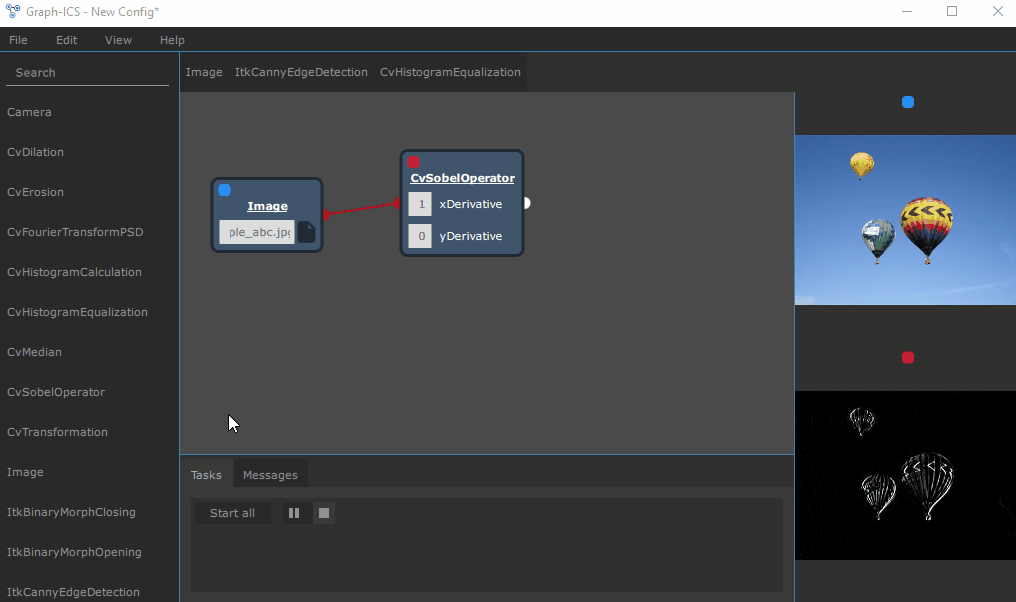 Graph-ICS - New Config*
File Edit View Help
Search
Image ItkCannyEdgeDetection CvHistogramEqualization
Camera
CvDilation
CvErosion
CvFourierTransformPSD
CvHistogramCalculation
CvHistogramEqualization
CvMedian
CvSobelOperator
CvTransformation
Image
ItkBinaryMorphClosing
ItkBinaryMorphOpening
ItkCannyEdgeDetection
Image
ple_abc.jpg
CvSobelOperator
1 xDerivative
0 yDerivative
Tasks Messages
Start all